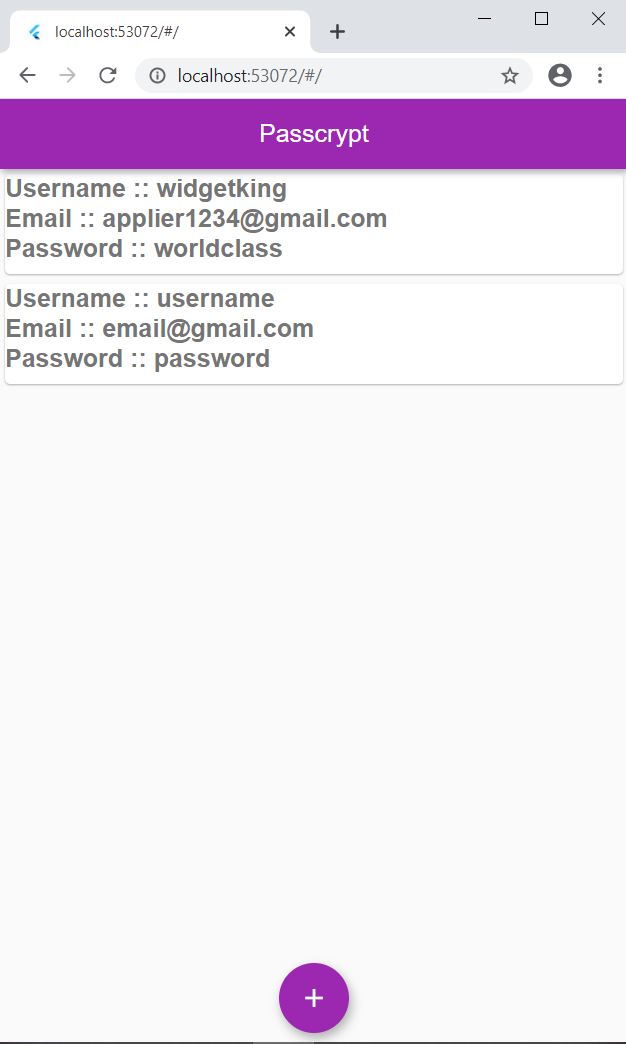 localhost:53072/#/
localhost:53072/#/
Passcrypt
Username :: widgetking
Email :: applier1234@gmail.com
Password :: worldclass
Username :: username
Email :: email@gmail.com
Password :: password